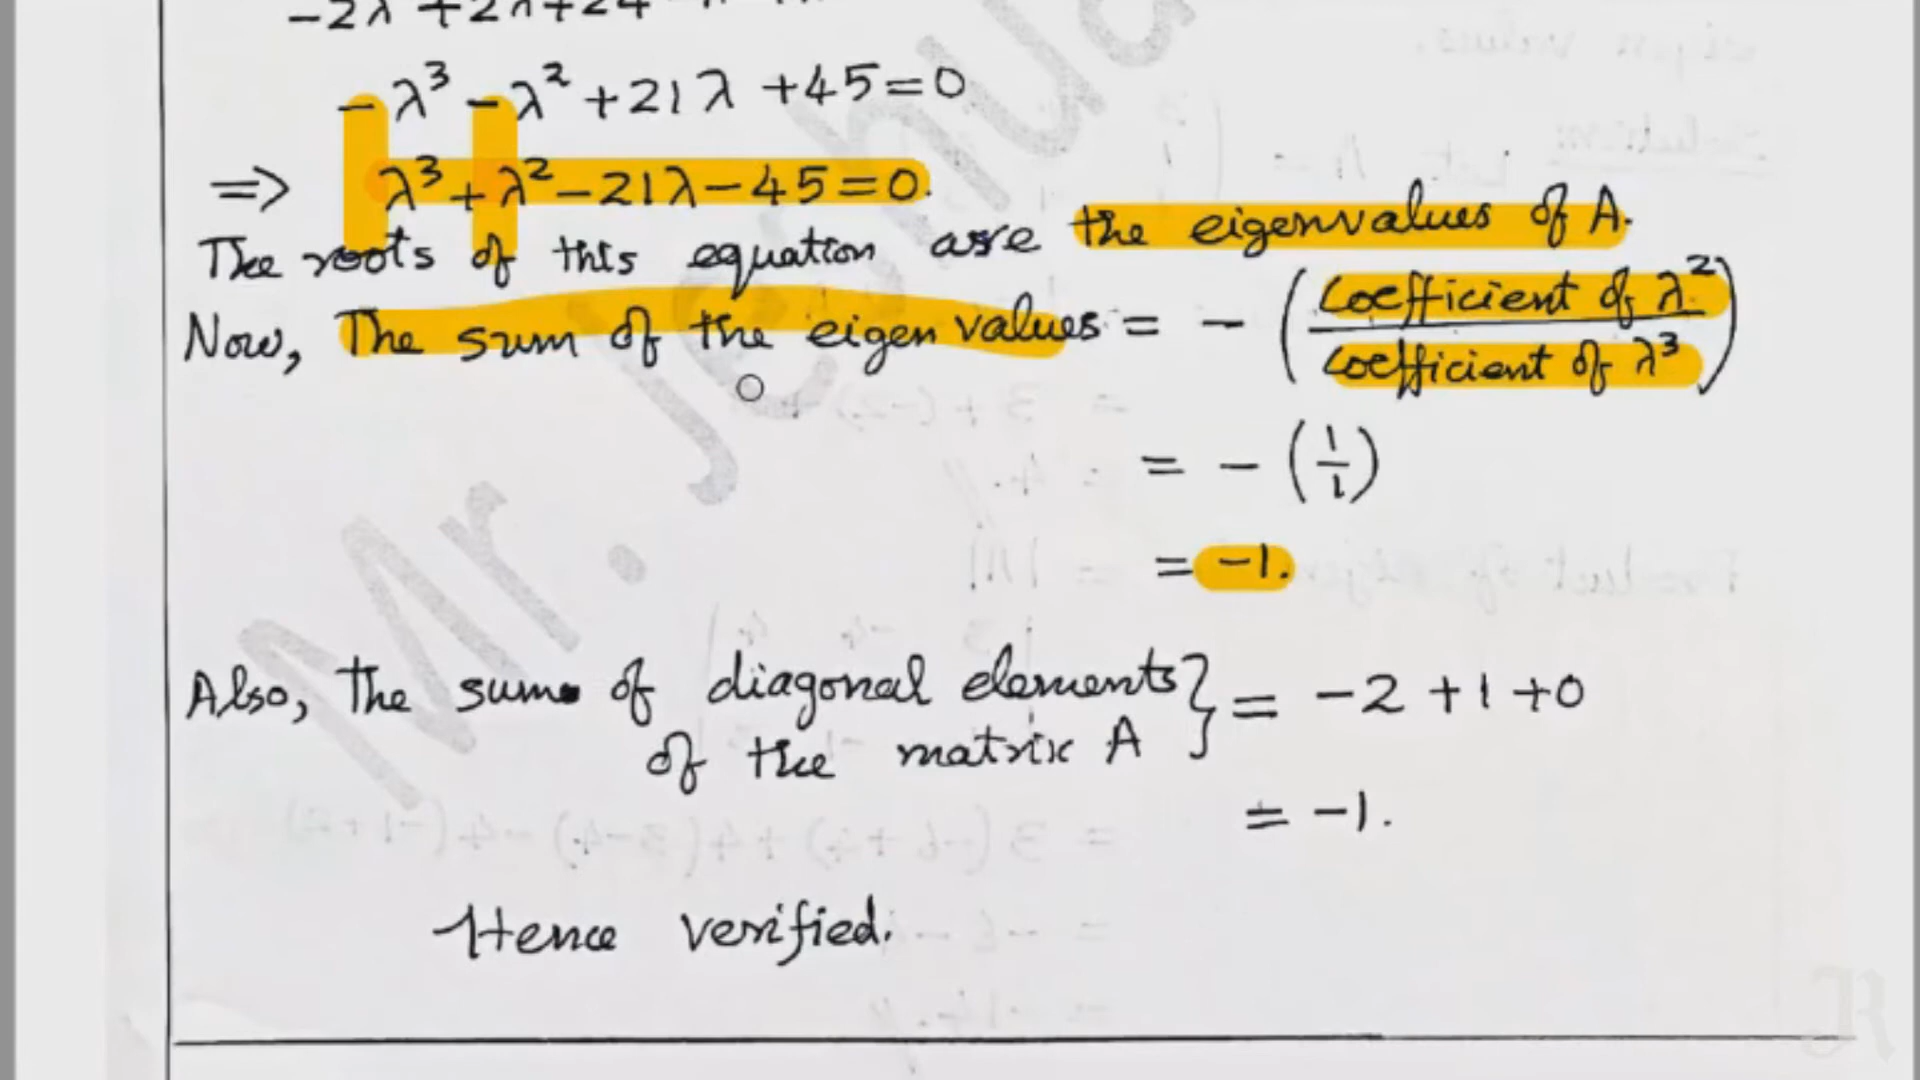 -λ³ - λ² + 21λ + 45 = 0
=> λ³ + λ² - 21λ - 45 = 0.
The roots of this equation are the eigenvalues of A.
Now, The sum of the eigen values = - (coefficient of λ² / coefficient of λ³)
= - (1/1)
= -1.
Also, the sum of diagonal elements of the matrix A } = -2 + 1 + 0
= -1.
Hence verified.